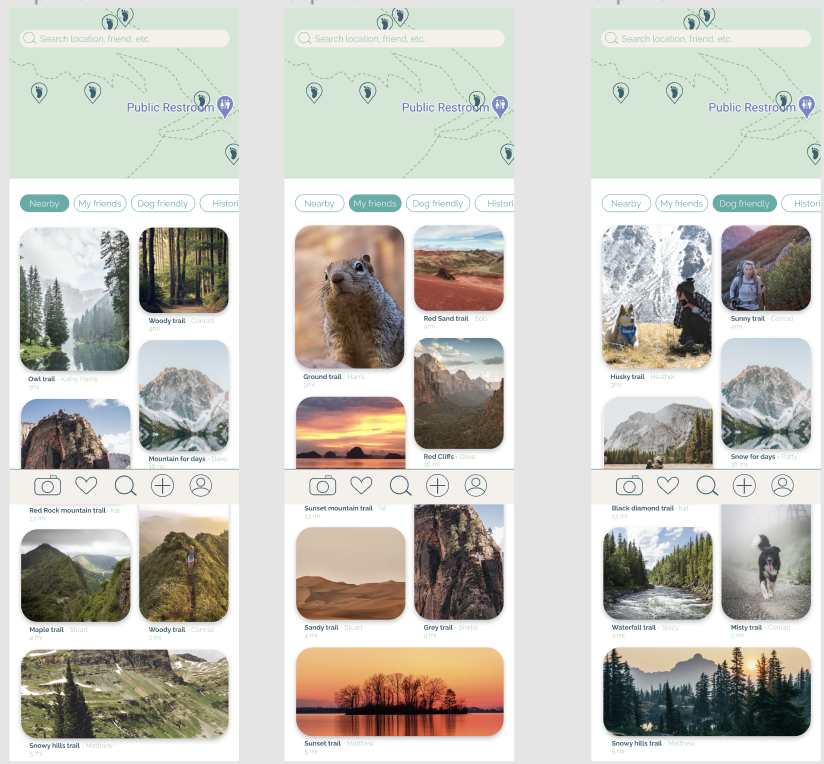 Search location, friend, etc.
Public Restroom
Nearby
My friends
Dog friendly
Histori
Woody trail - Conrad
4mi
Owl trail - Kathy Harris
3mi
Mountain for days - Dave
16 mi
Red Rock mountain trail - Kat
13 mi
Maple trail - Stuart
4 mi
Woody trail - Conrad
2 mi
Snowy hills trail - Matthew
5 mi
Search location, friend, etc.
Public Restroom
Nearby
My friends
Dog friendly
Histori
Red Sand trail - Bob
4mi
Ground trail - Harris
3mi
Red Cliffs - Dave
16 mi
Sunset mountain trail - Tal
13 mi
Sandy trail - Stuart
4 mi
Grey trail - Sheila
2 mi
Sunset trail - Matthew
5 mi
Search location, friend, etc.
Public Restroom
Nearby
My friends
Dog friendly
Histori
Sunny trail - Conrad
4mi
Husky trail - Heather
3mi
Snow for days - Patty
16 mi
Black diamond trail - Kat
13 mi
Waterfall trail - Stacy
4 mi
Misty trail - Conrad
2 mi
Snowy hills trail - Matthew
5 mi